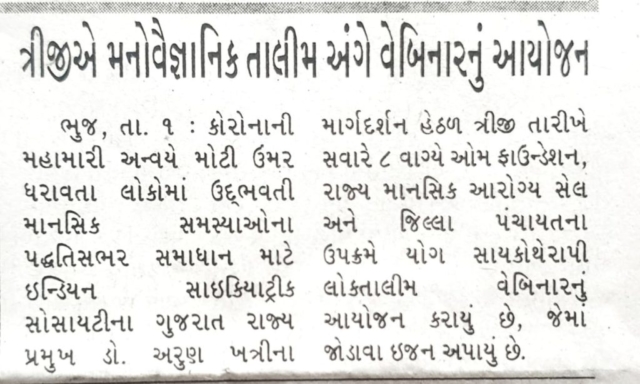 ત્રીજીએ મનોવૈજ્ઞાનિક તાલીમ અંગે વેબિનારનું આયોજન
ભુજ, તા. ૧ : કોરોનાની
મહામારી અન્વયે મોટી ઉંમર
ધરાવતા લોકોમાં ઉદ્દ્ભવતી
માનસિક સમસ્યાઓના
પદ્ધતિસભર સમાધાન માટે
ઇન્ડિયન સાઇક્યિાટ્રીક
સોસાયટીના ગુજરાત રાજ્ય
પ્રમુખ ડો. અરુણ ખત્રીના
માર્ગદર્શન હેઠળ ત્રીજી તારીખે
સવારે ૮ વાગ્યે ઓમ ફાઉન્ડેશન,
રાજ્ય માનસિક આરોગ્ય સેલ
અને જિલ્લા પંચાયતના
ઉપક્રમે યોગ સાયકોથેરાપી
લોકતાલીમ વેબિનારનું
આયોજન કરાયું છે, જેમાં
જોડાવા ઇજન અપાયું છે.